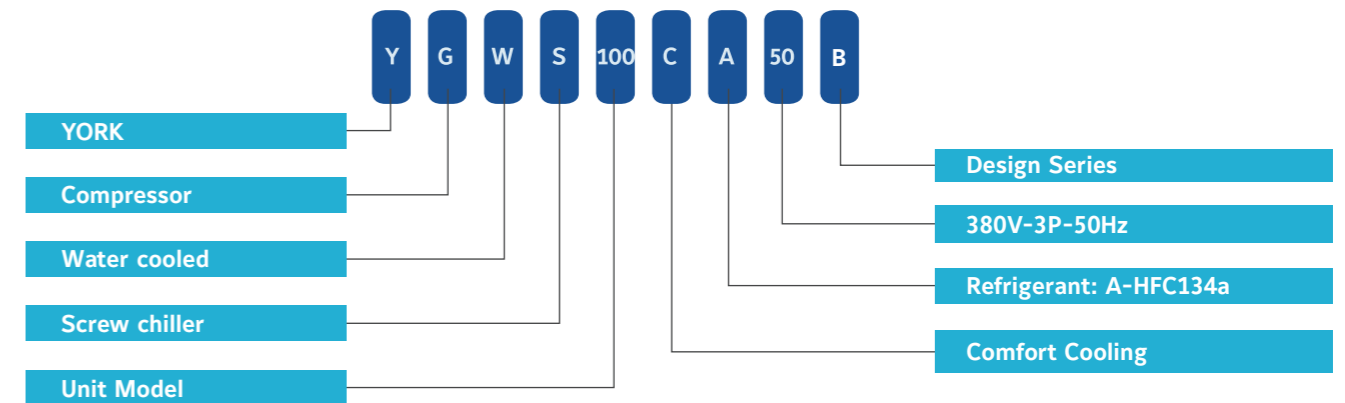 Y G W S 100 C A 50 B
YORK
Compressor
Water cooled
Screw chiller
Unit Model
Design Series
380V-3P-50Hz
Refrigerant: A-HFC134a
Comfort Cooling